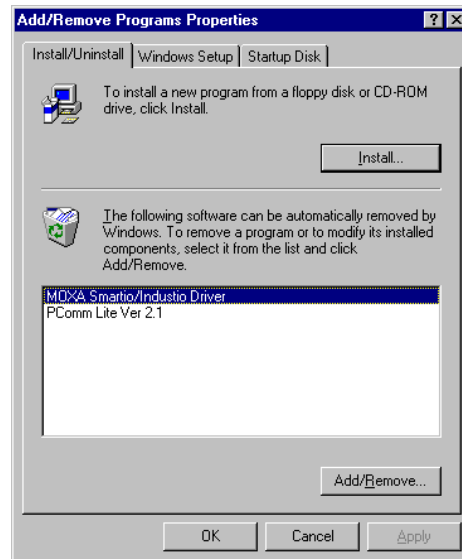 Add/Remove Programs Properties
Install/Uninstall
Windows Setup
Startup Disk
To install a new program from a floppy disk or CD-ROM
drive, click Install.
Install...
The following software can be automatically removed by
Windows. To remove a program or to modify its installed
components, select it from the list and click
Add/Remove.
MOXA Smartio/Industio Driver
PComm Lite Ver 2.1
Add/Remove...
OK
Cancel
Apply